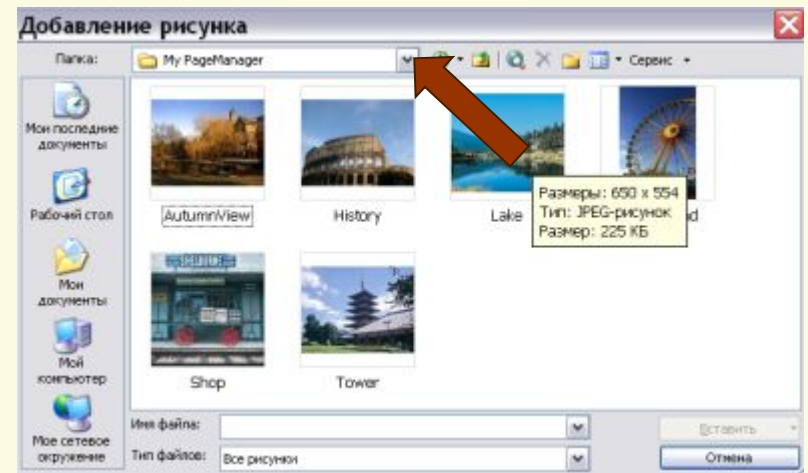 Добавление рисунка
Папка:
My PageManager
Сервис
Мои последние
документы
Рабочий стол
Мои
документы
Мой
компьютер
Мое сетевое
окружение
AutumnView
History
Lake
Размеры: 650 x 554
Тип: JPEG-рисунок
Размер: 225 КБ
Shop
Tower
Имя файла:
Вставить
Тип файлов:
Все рисунки
Отмена